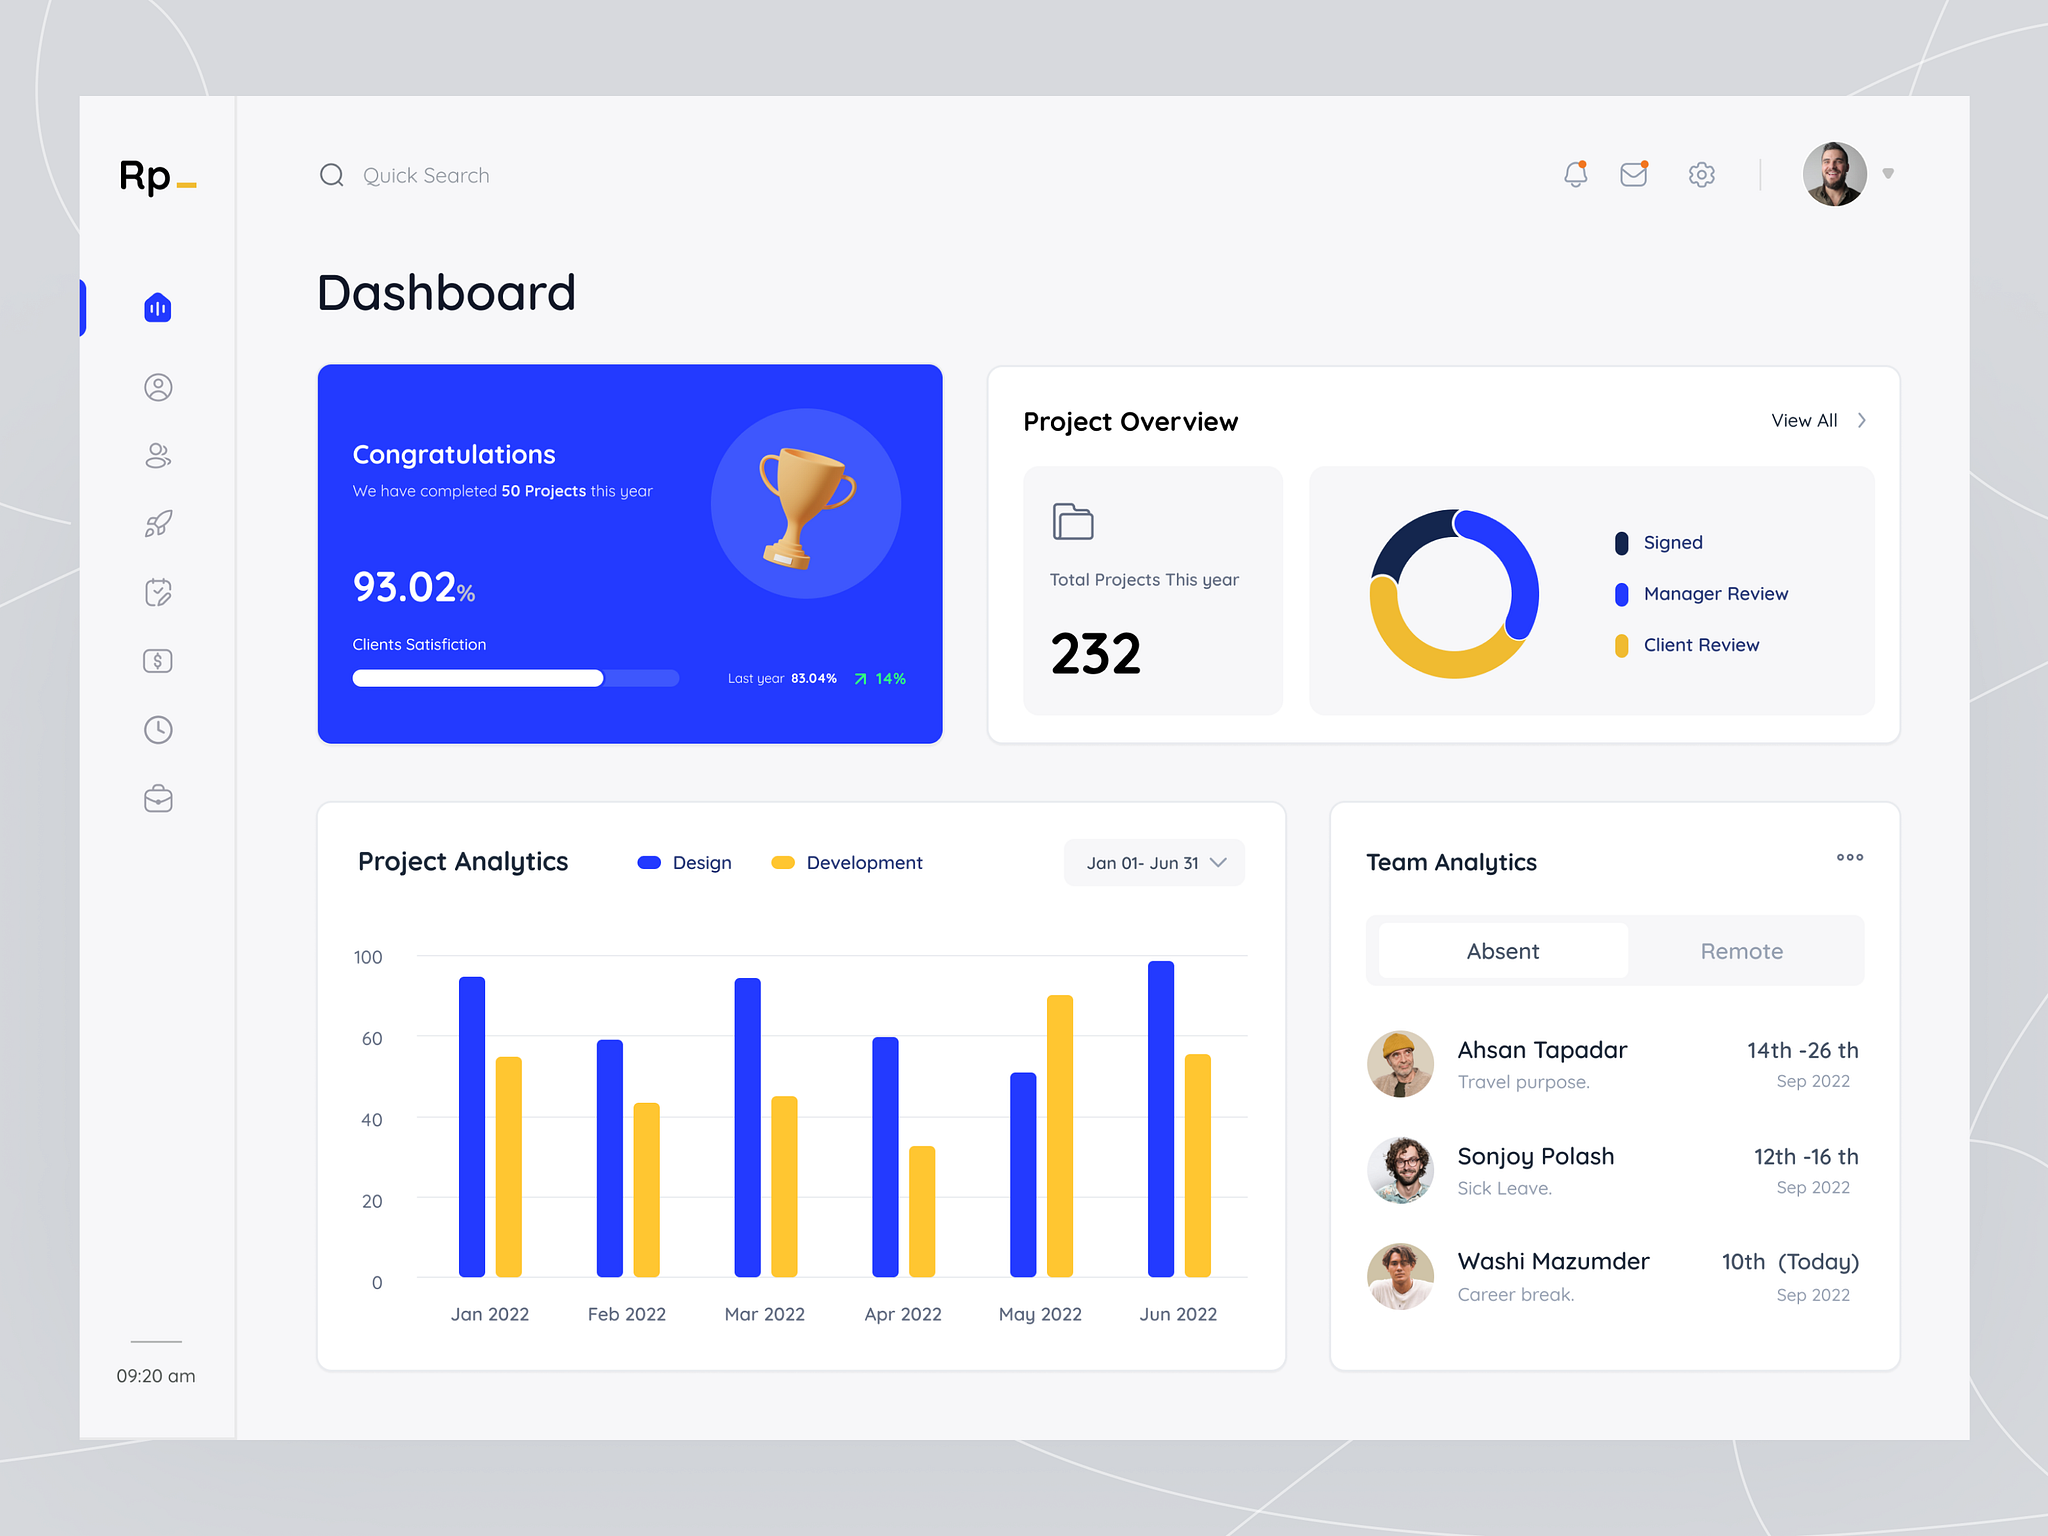 Rp_
Quick Search
Dashboard
Congratulations
We have completed 50 Projects this year
93.02%
Clients Satisfiction
Last year 83.04% 14%
Project Overview
View All
Total Projects This year
232
Signed
Manager Review
Client Review
Project Analytics
Design
Development
Jan 01- Jun 31
100
60
40
20
0
Jan 2022
Feb 2022
Mar 2022
Apr 2022
May 2022
Jun 2022
Team Analytics
Absent
Remote
Ahsan Tapadar
14th -26 th
Travel purpose.
Sep 2022
Sonjoy Polash
12th -16 th
Sick Leave.
Sep 2022
Washi Mazumder
10th (Today)
Career break.
Sep 2022
09:20 am